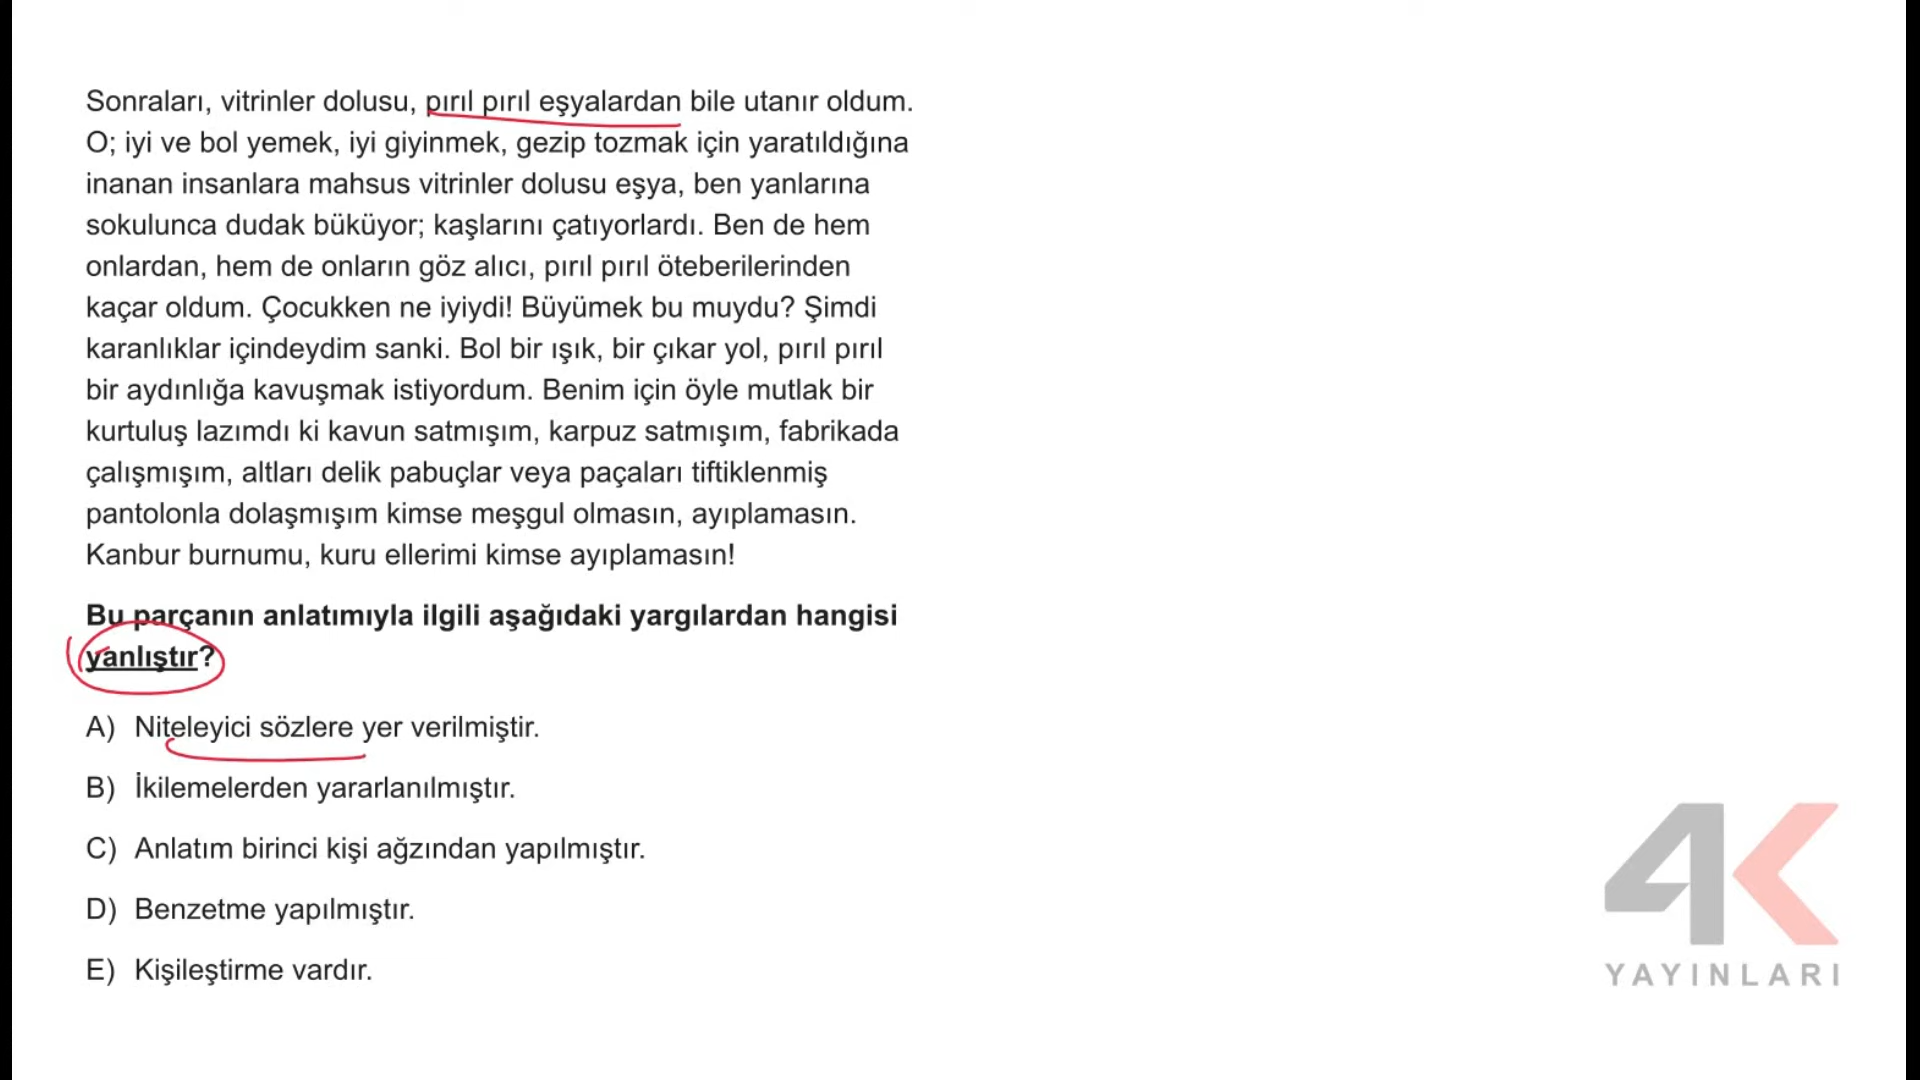 Sonraları, vitrinler dolusu, pırıl pırıl eşyalardan bile utanır oldum.
O; iyi ve bol yemek, iyi giyinmek, gezip tozmak için yaratıldığına
inanan insanlara mahsus vitrinler dolusu eşya, ben yanlarına
sokulunca dudak büküyor; kaşlarını çatıyorlardı. Ben de hem
onlardan, hem de onların göz alıcı, pırıl pırıl öteberilerinden
kaçar oldum. Çocukken ne iyiydi! Büyümek bu muydu? Şimdi
karanlıklar içindeydim sanki. Bol bir ışık, bir çıkar yol, pırıl pırıl
bir aydınlığa kavuşmak istiyordum. Benim için öyle mutlak bir
kurtuluş lazımdı ki kavun satmışım, karpuz satmışım, fabrikada
çalışmışım, altları delik pabuçlar veya paçaları tiftiklenmiş
pantolonla dolaşmışım kimse meşgul olmasın, ayıplamasın.
Kanbur burnumu, kuru ellerimi kimse ayıplamasın!
Bu parçanın anlatımıyla ilgili aşağıdaki yargılardan hangisi
yanlıştır?
A) Niteleyici sözlere yer verilmiştir.
B) İkilemelerden yararlanılmıştır.
C) Anlatım birinci kişi ağzından yapılmıştır.
D) Benzetme yapılmıştır.
E) Kişileştirme vardır.
4K
YAYINLARI